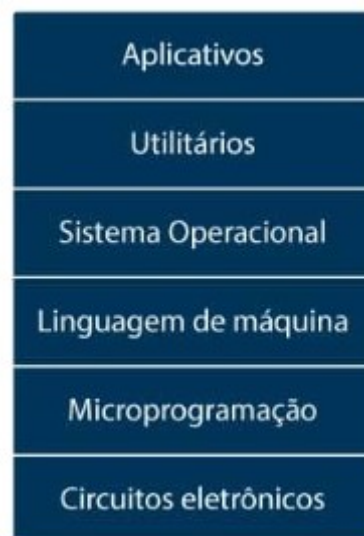 Aplicativos
Utilitários
Sistema Operacional
Linguagem de máquina
Microprogramação
Circuitos eletrônicos